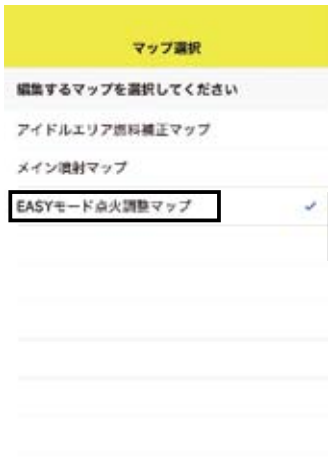 マップ選択
編集するマップを選択してください
アイドルエリア燃料補正マップ
メイン噴射マップ
EASYモード点火調整マップ